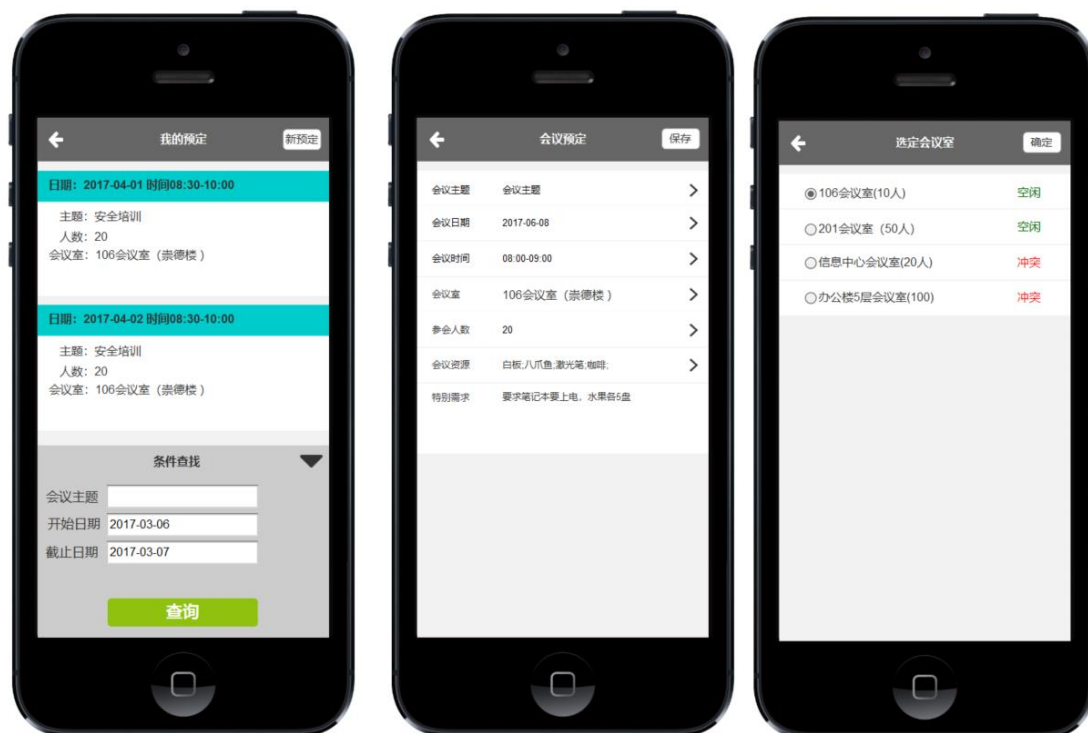 我的预定
新预定
日期：2017-04-01 时间08:30-10:00
主题：安全培训
人数：20
会议室：106会议室（崇德楼）
日期：2017-04-02 时间08:30-10:00
主题：安全培训
人数：20
会议室：106会议室（崇德楼）
条件查找
会议主题
开始日期 2017-03-06
截止日期 2017-03-07
查询
会议预定
保存
会议主题 会议主题
会议日期 2017-06-08
会议时间 08:00-09:00
会议室 106会议室（崇德楼）
参会人数 20
会议资源 白板;八爪鱼;激光笔;咖啡;
特别需求 要求笔记本要上电，水果各5盘
选定会议室
确定
106会议室(10人) 空闲
201会议室（50人） 空闲
信息中心会议室(20人) 冲突
办公楼5层会议室(100) 冲突